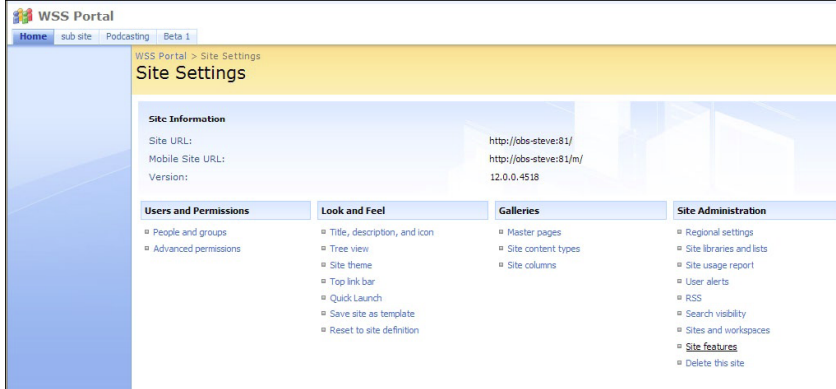 WSS Portal
Home sub site Podcasting Beta 1
WSS Portal > Site Settings
Site Settings
Site Information
Site URL: http://obs-steve:81/
Mobile Site URL: http://obs-steve:81/m/
Version: 12.0.0.4518
Users and Permissions
People and groups
Advanced permissions
Look and Feel
Title, description, and icon
Tree view
Site theme
Top link bar
Quick Launch
Save site as template
Reset to site definition
Galleries
Master pages
Site content types
Site columns
Site Administration
Regional settings
Site libraries and lists
Site usage report
User alerts
RSS
Search visibility
Sites and workspaces
Site features
Delete this site